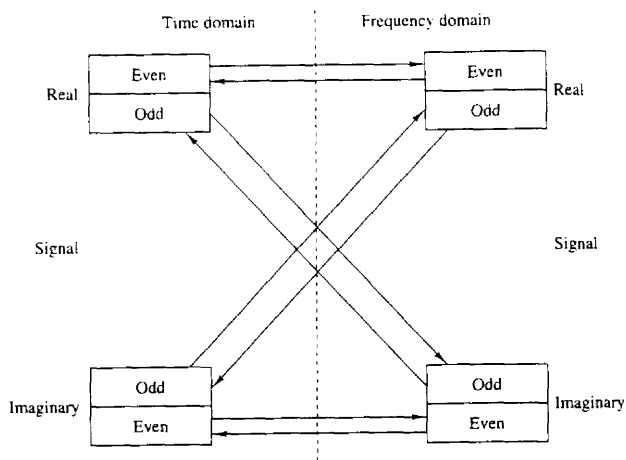 Time domain Frequency domain
Real Even Even Real
Odd Odd
Signal Signal
Imaginary Odd Odd Imaginary
Even Even